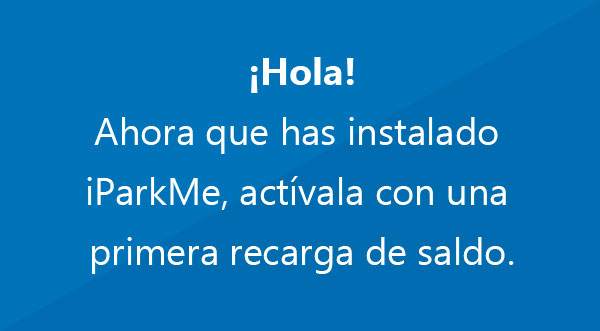 ¡Hola!
Ahora que has instalado
iParkMe, actívala con una
primera recarga de saldo.